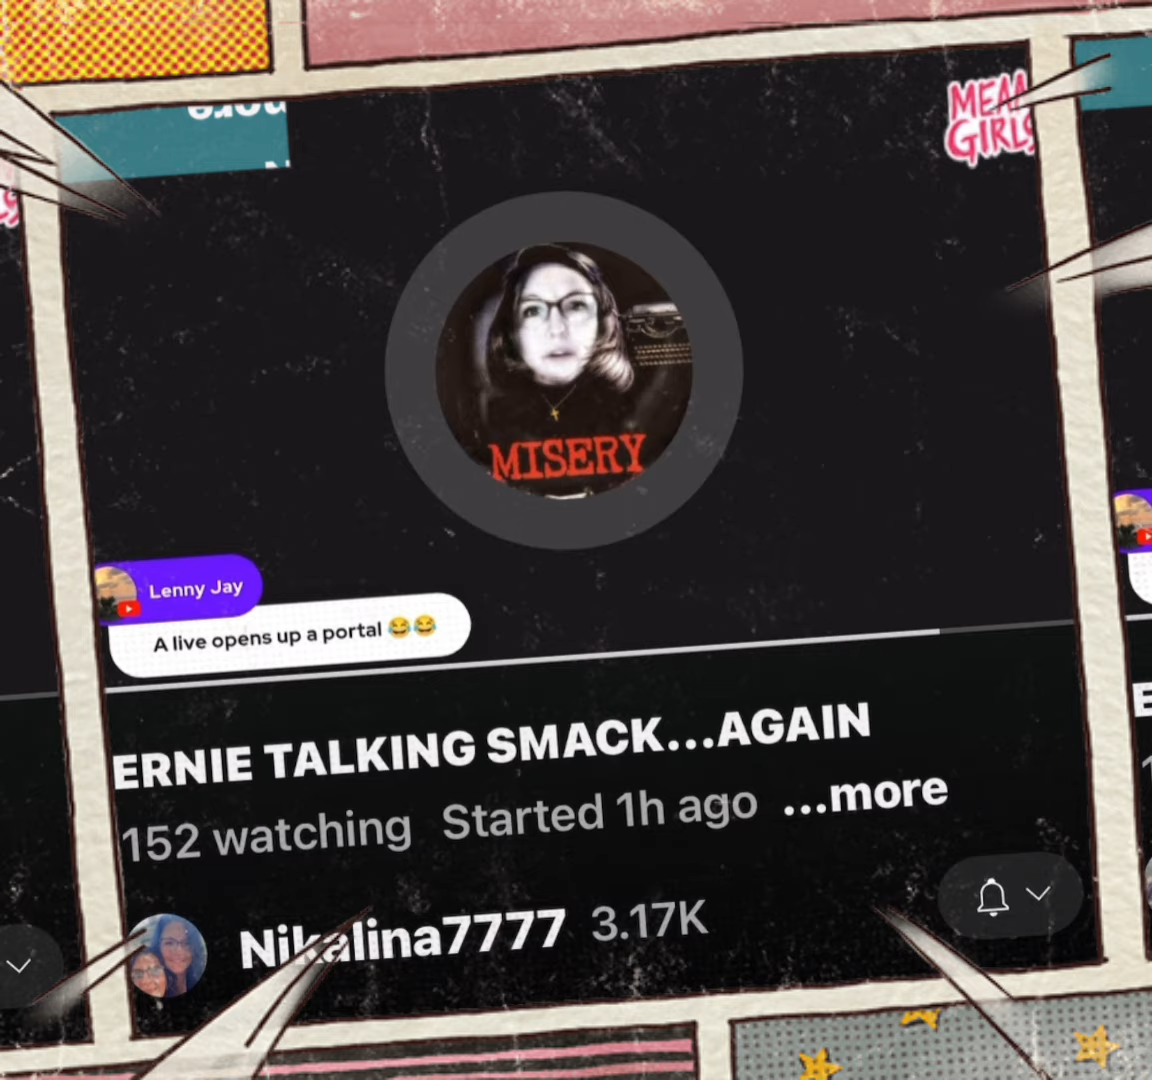 MEAN
GIRLS
MISERY
Lenny Jay
A live opens up a portal 😂😂
ERNIE TALKING SMACK...AGAIN
152 watching Started 1h ago ...more
Nikalina7777 3.17K